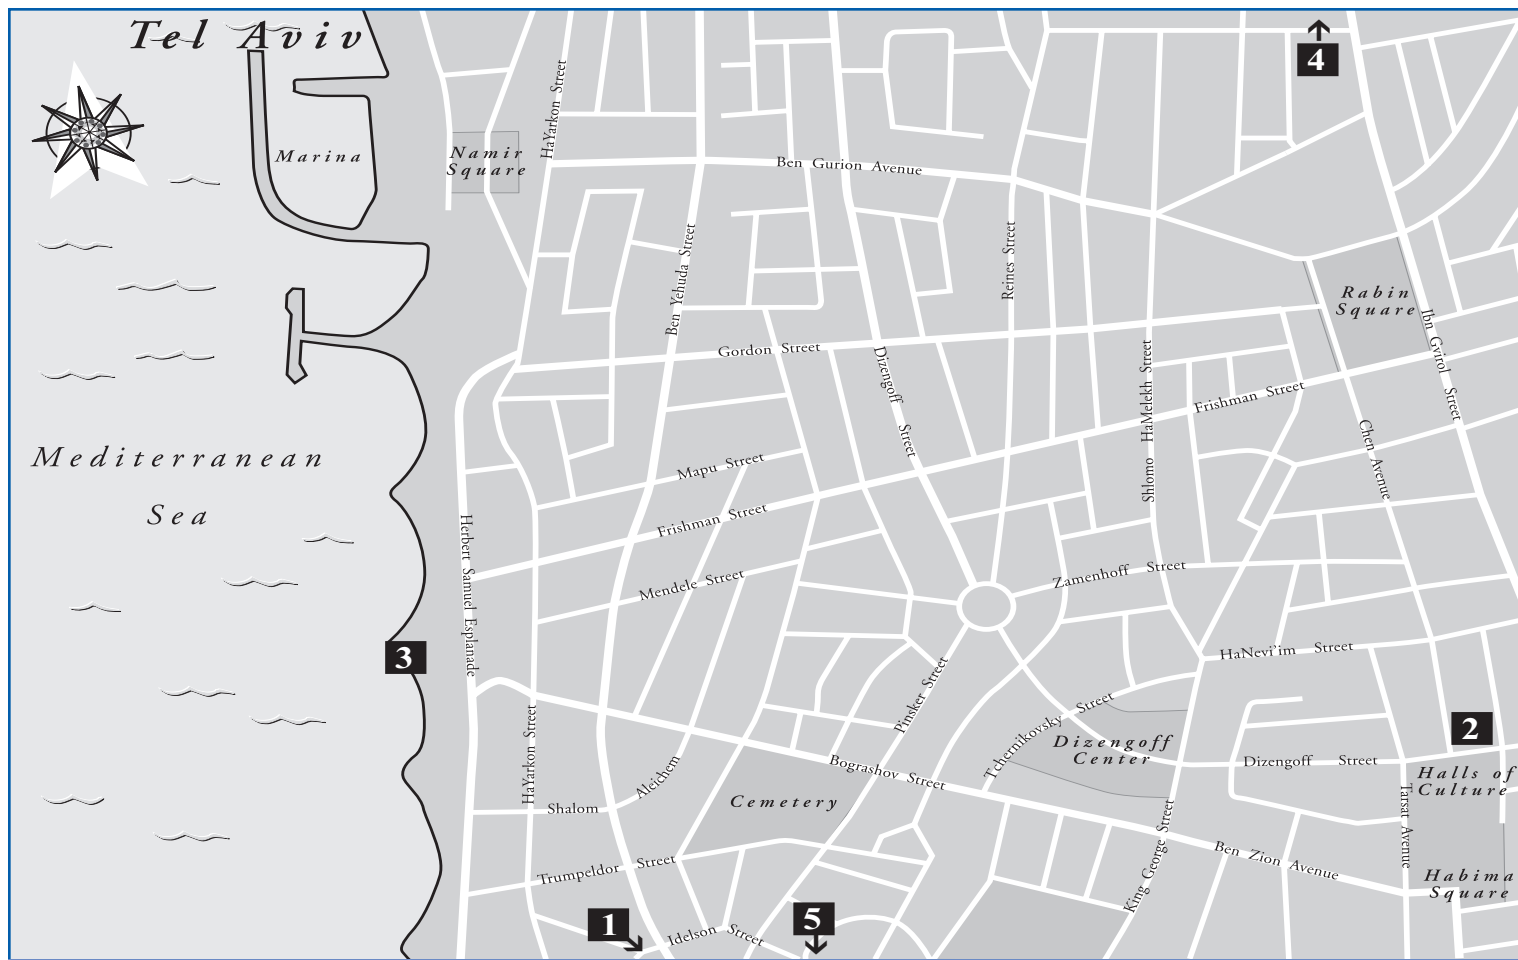 Tel Aviv
4
HaYarkon Street
Marina
Namir
Square
Ben Gurion Avenue
Ben Yehuda Street
Reines Street
Rabin
Square
Ibn Gvirol Street
Gordon Street
Dizengoff Street
Shlomo HaMelekh Street
Frishman Street
Chen Avenue
Mediterranean
Sea
Mapu Street
Frishman Street
Herbert Samuel Esplanade
Mendele Street
Zamenhoff Street
3
HaNevi'im Street
Pinsker Street
Tchernikovsky Street
HaYarkon Street
2
Dizengoff
Center
Bograshov Street
Dizengoff Street
Aleichem
Shalom
Cemetery
Halls of
Culture
Tarsat Avenue
King George Street
Ben Zion Avenue
Trumpeldor Street
Habima
Square
1
5
Idelson Street